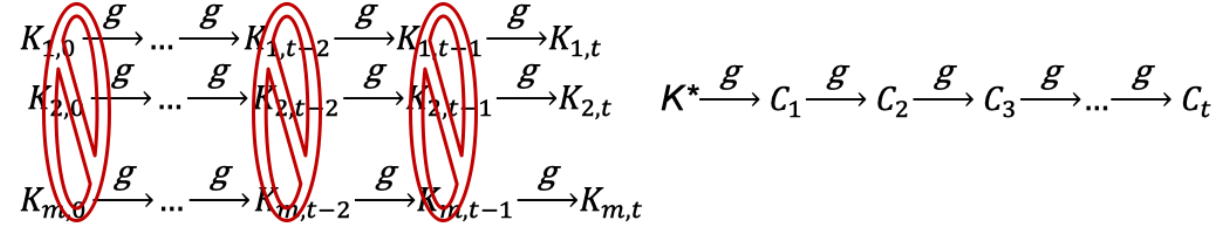 g g g g
K₁,₀ → ... → K₁,ₜ₋₂ → K₁,ₜ₋₁ → K₁,ₜ
g g g g
K₂,₀ → ... → K₂,ₜ₋₂ → K₂,ₜ₋₁ → K₂,ₜ
g g g g
Kₘ,₀ → ... → Kₘ,ₜ₋₂ → Kₘ,ₜ₋₁ → Kₘ,ₜ
g g g g g
K* → C₁ → C₂ → C₃ → ... → Cₜ